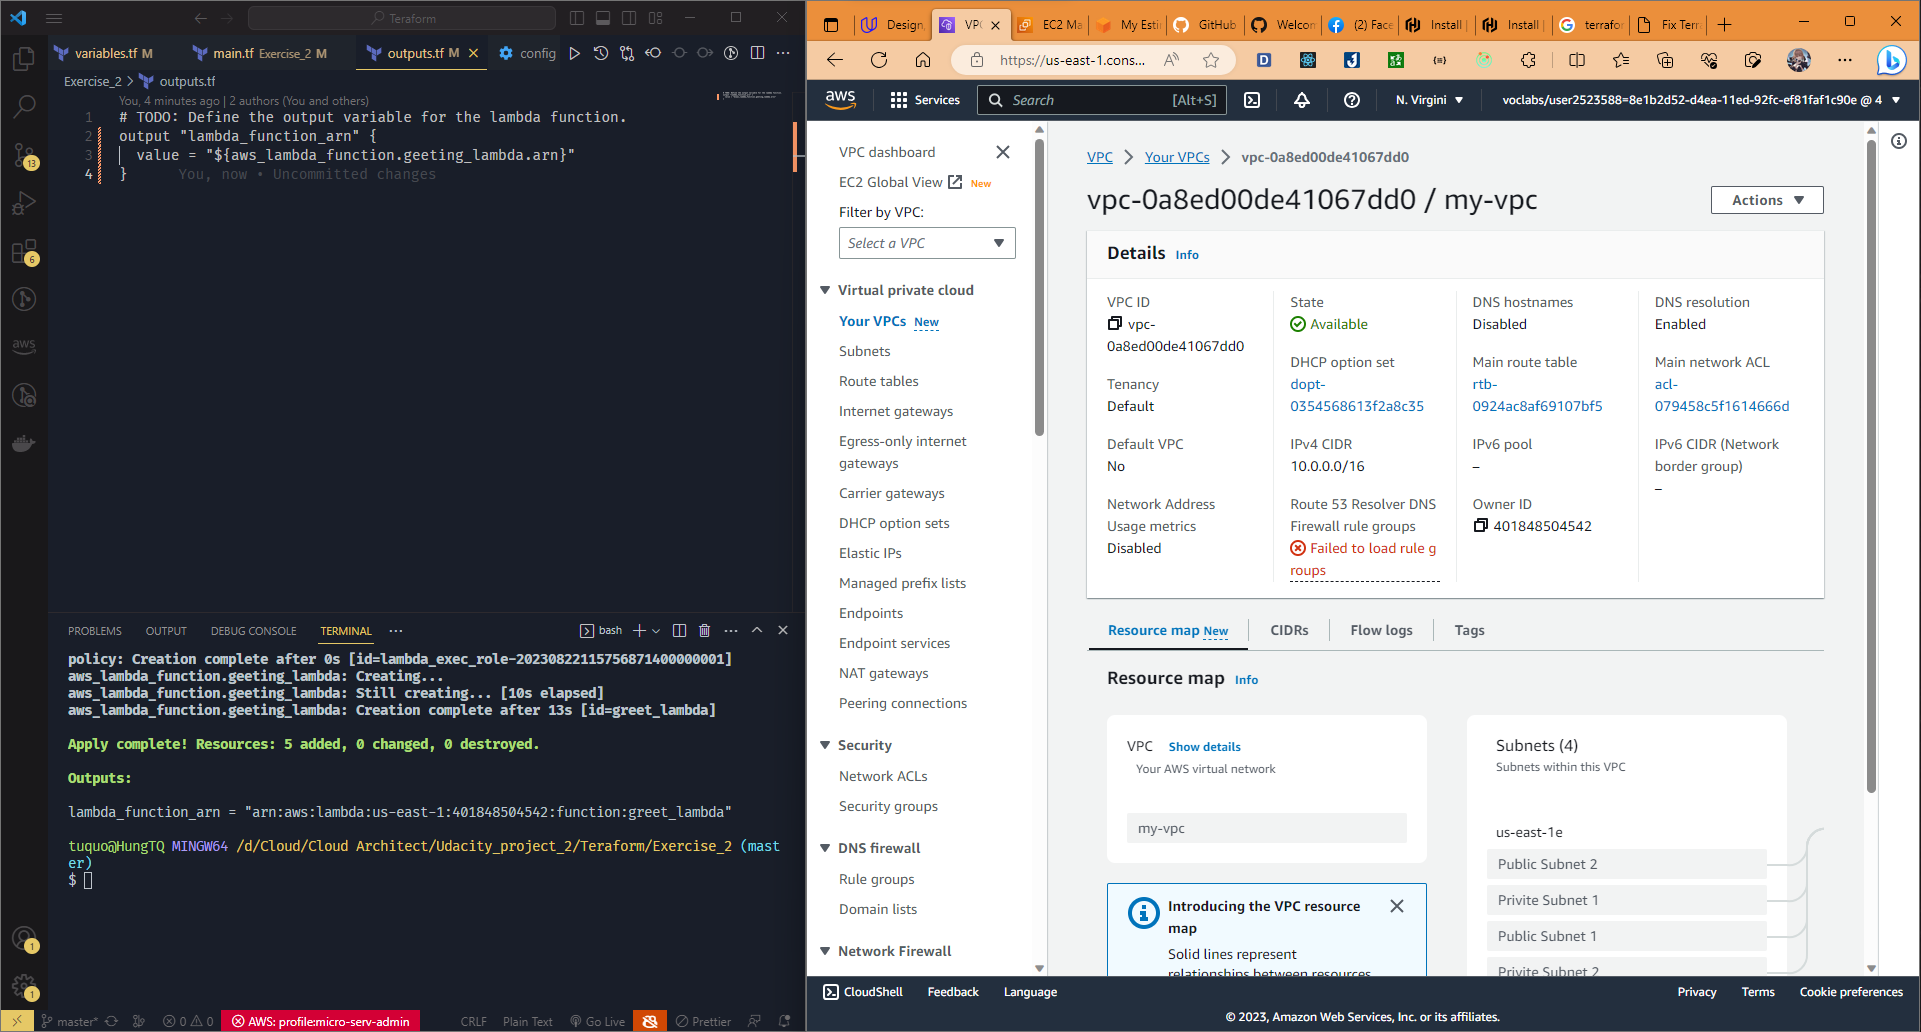 Terraform
variables.tf M
main.tf Exercise_2 M
outputs.tf M
config
Exercise_2 > outputs.tf
You, 4 minutes ago | 2 authors (You and others)
1 # TODO: Define the output variable for the lambda function.
2 output "lambda_function_arn" {
3 value = "${aws_lambda_function.geeting_lambda.arn}"
4 } You, now • Uncommitted changes
13
6
aws
1
1
PROBLEMS
OUTPUT
DEBUG CONSOLE
TERMINAL
bash
policy: Creation complete after 0s [id=lambda_exec_role-20230822115756871400000001]
aws_lambda_function.geeting_lambda: Creating...
aws_lambda_function.geeting_lambda: Still creating... [10s elapsed]
aws_lambda_function.geeting_lambda: Creation complete after 13s [id=greet_lambda]
Apply complete! Resources: 5 added, 0 changed, 0 destroyed.
Outputs:
lambda_function_arn = "arn:aws:lambda:us-east-1:401848504542:function:greet_lambda"
tuquo@HungTQ MINGW64 /d/Cloud/Cloud Architect/Udacity_project_2/Teraform/Exercise_2 (mast
er)
$
master*
0 0
AWS: profile:micro-serv-admin
CRLF
Plain Text
Go Live
Prettier
Design,
VPC
EC2 Ma
My Esti
GitHub
Welcon
(2) Face
Install
Install
terrafor
Fix Terr
https://us-east-1.cons...
aws
Services
Search
[Alt+S]
N. Virgini
voclabs/user2523588=8e1b2d52-d4ea-11ed-92fc-ef81faf1c90e @ 4
VPC dashboard
EC2 Global View New
Filter by VPC:
Select a VPC
Virtual private cloud
Your VPCs New
Subnets
Route tables
Internet gateways
Egress-only internet
gateways
Carrier gateways
DHCP option sets
Elastic IPs
Managed prefix lists
Endpoints
Endpoint services
NAT gateways
Peering connections
Security
Network ACLs
Security groups
DNS firewall
Rule groups
Domain lists
Network Firewall
VPC > Your VPCs > vpc-0a8ed00de41067dd0
vpc-0a8ed00de41067dd0 / my-vpc
Actions
Details Info
VPC ID
vpc-
0a8ed00de41067dd0
State
Available
DNS hostnames
Disabled
DNS resolution
Enabled
Tenancy
Default
DHCP option set
dopt-
0354568613f2a8c35
Main route table
rtb-
0924ac8af69107bf5
Main network ACL
acl-
079458c5f1614666d
Default VPC
No
IPv4 CIDR
10.0.0.0/16
IPv6 pool
–
IPv6 CIDR (Network
border group)
–
Network Address
Usage metrics
Disabled
Route 53 Resolver DNS
Firewall rule groups
Failed to load rule g
roups
Owner ID
401848504542
Resource map New
CIDRs
Flow logs
Tags
Resource map Info
VPC Show details
Your AWS virtual network
my-vpc
Subnets (4)
Subnets within this VPC
us-east-1e
Public Subnet 2
Privite Subnet 1
Public Subnet 1
Privite Subnet 2
Introducing the VPC resource
map
Solid lines represent
relationships between resources
CloudShell
Feedback
Language
Privacy
Terms
Cookie preferences
© 2023, Amazon Web Services, Inc. or its affiliates.